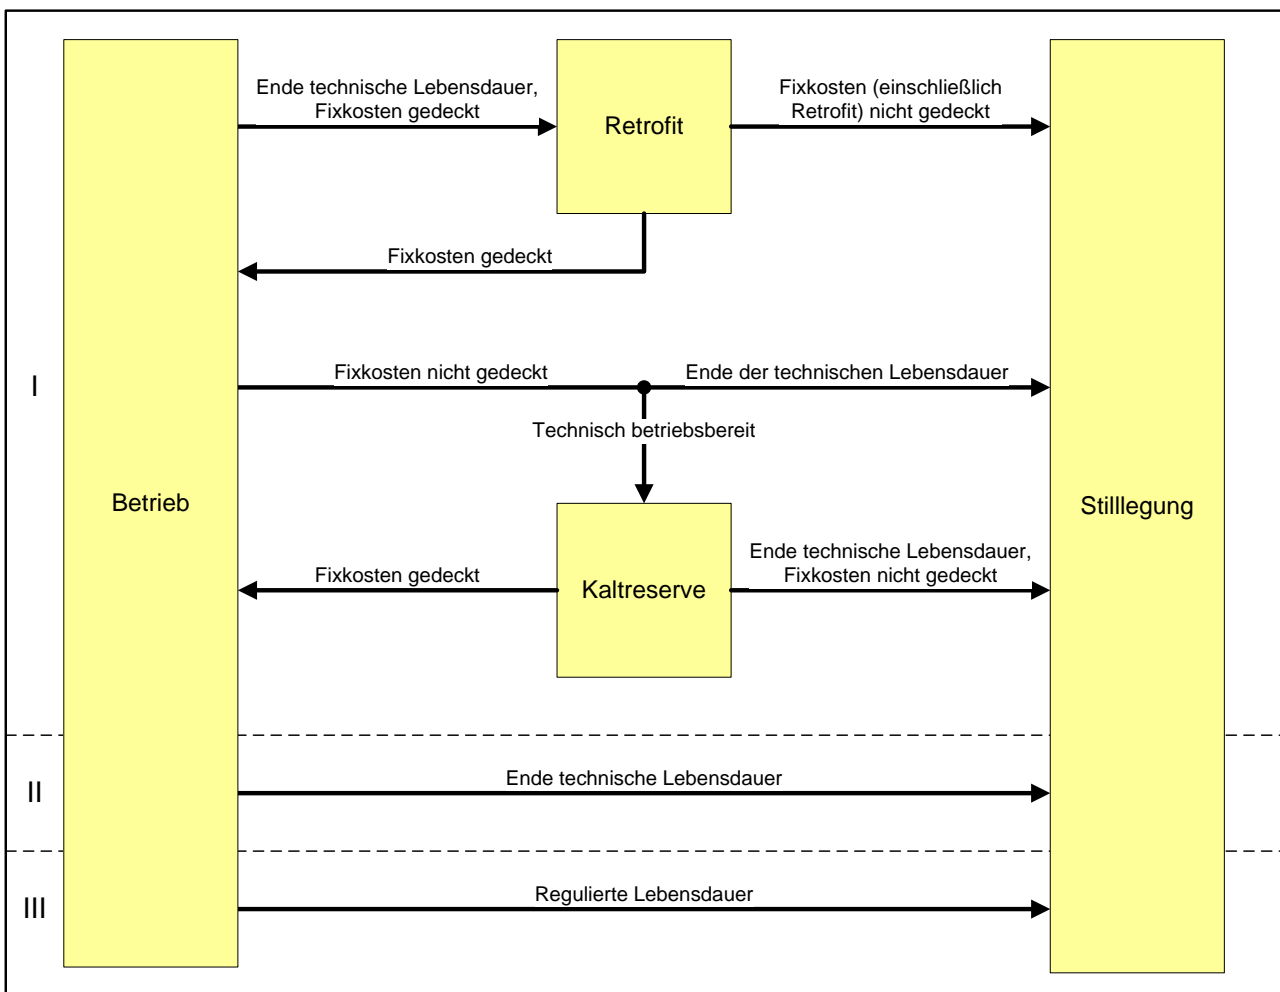 Ende technische Lebensdauer,
Fixkosten gedeckt
Retrofit
Fixkosten (einschließlich
Retrofit) nicht gedeckt
Fixkosten gedeckt
I
Fixkosten nicht gedeckt
Ende der technischen Lebensdauer
Technisch betriebsbereit
Betrieb
Stilllegung
Fixkosten gedeckt
Kaltreserve
Ende technische Lebensdauer,
Fixkosten nicht gedeckt
II
Ende technische Lebensdauer
III
Regulierte Lebensdauer